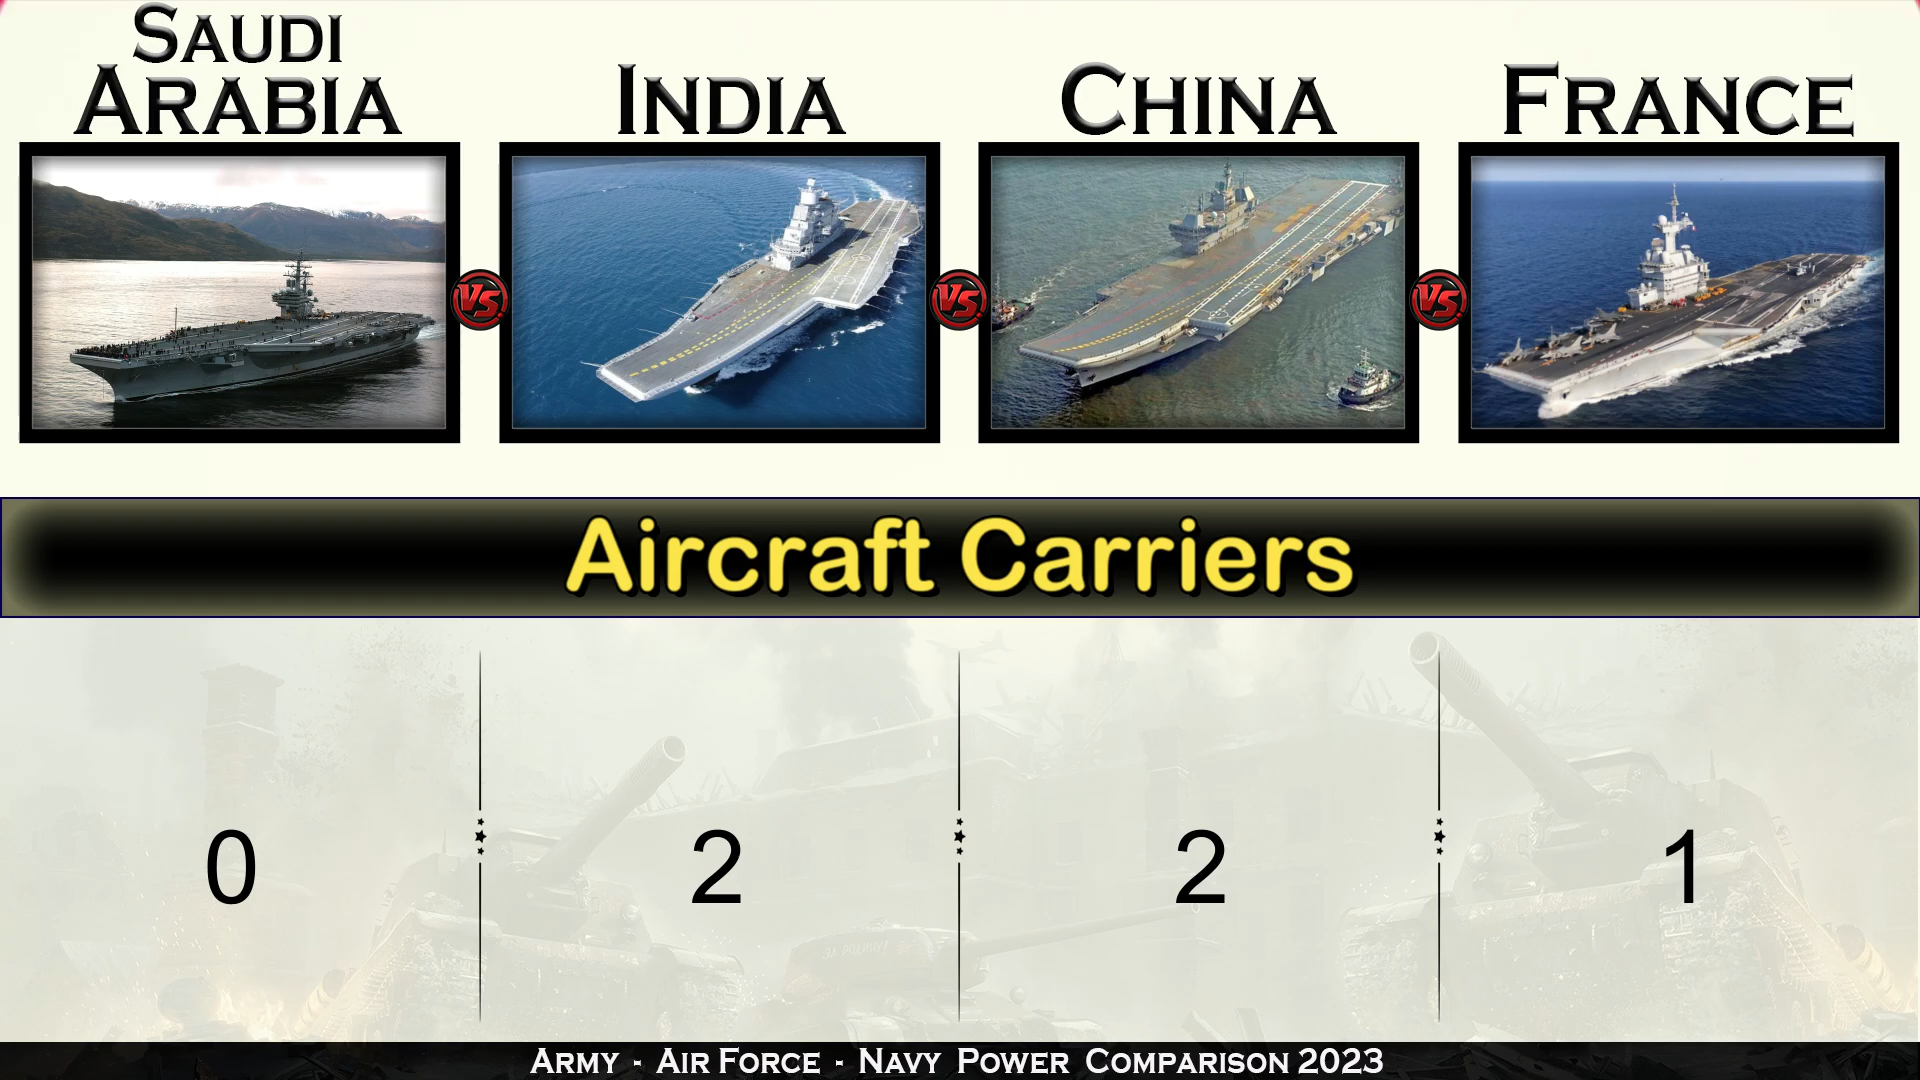 Saudi
Arabia
India
China
France
VS.
VS.
VS.
Aircraft Carriers
0
2
2
1
Army - Air Force - Navy Power Comparison 2023